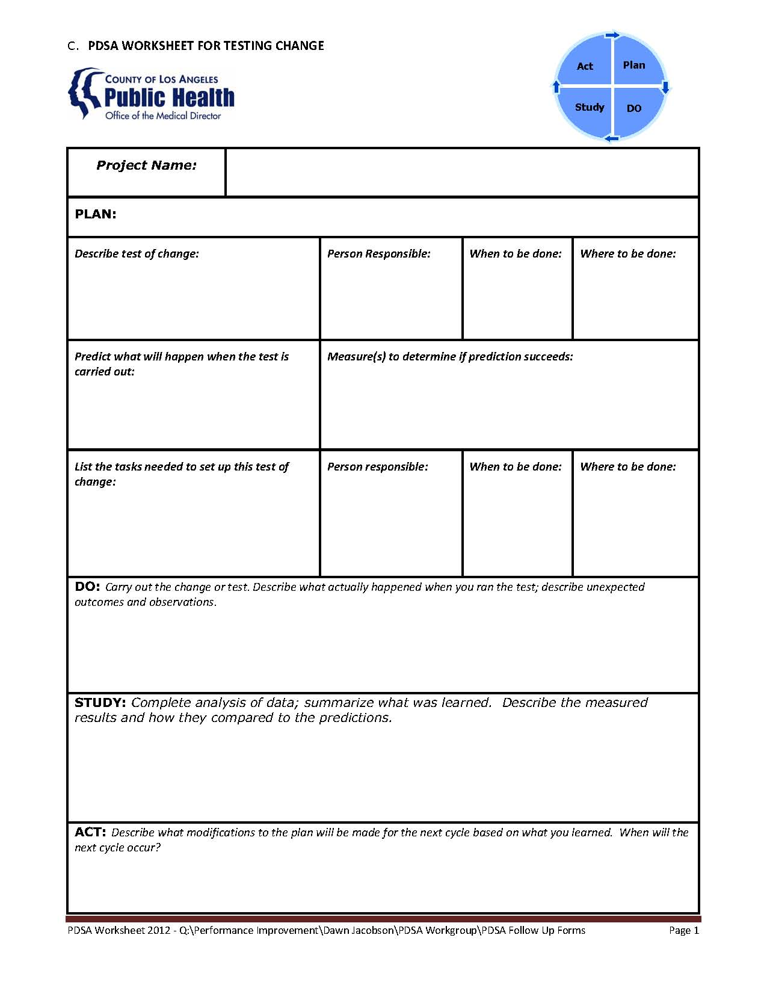 C. PDSA WORKSHEET FOR TESTING CHANGE
COUNTY OF LOS ANGELES
Public Health
Office of the Medical Director
Act
Plan
Study
DO
Project Name:
PLAN:
Describe test of change:
Person Responsible:
When to be done:
Where to be done:
Predict what will happen when the test is
carried out:
Measure(s) to determine if prediction succeeds:
List the tasks needed to set up this test of
change:
Person responsible:
When to be done:
Where to be done:
DO: Carry out the change or test. Describe what actually happened when you ran the test; describe unexpected
outcomes and observations.
STUDY: Complete analysis of data; summarize what was learned.  Describe the measured
results and how they compared to the predictions.
ACT: Describe what modifications to the plan will be made for the next cycle based on what you learned.  When will the
next cycle occur?
PDSA Worksheet 2012 - Q:\Performance Improvement\Dawn Jacobson\PDSA Workgroup\PDSA Follow Up Forms
Page 1